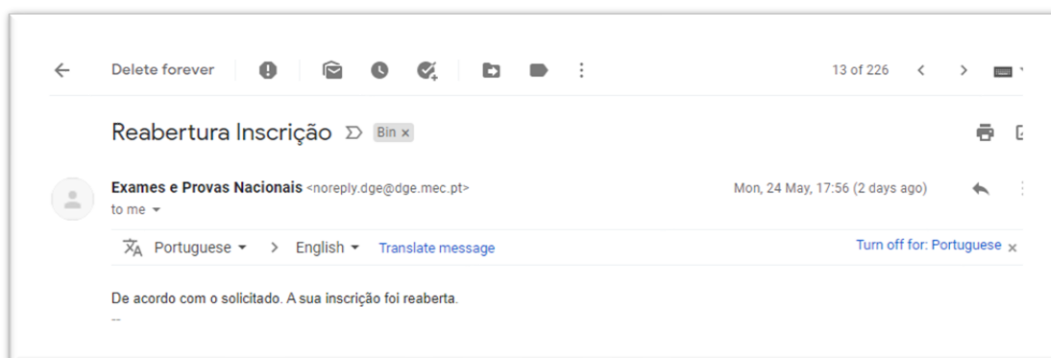 Delete forever
13 of 226
Reabertura Inscrição Bin x
Exames e Provas Nacionais <noreply.dge@dge.mec.pt>
Mon, 24 May, 17:56 (2 days ago)
to me
Portuguese > English Translate message
Turn off for: Portuguese x
De acordo com o solicitado. A sua inscrição foi reaberta.
--